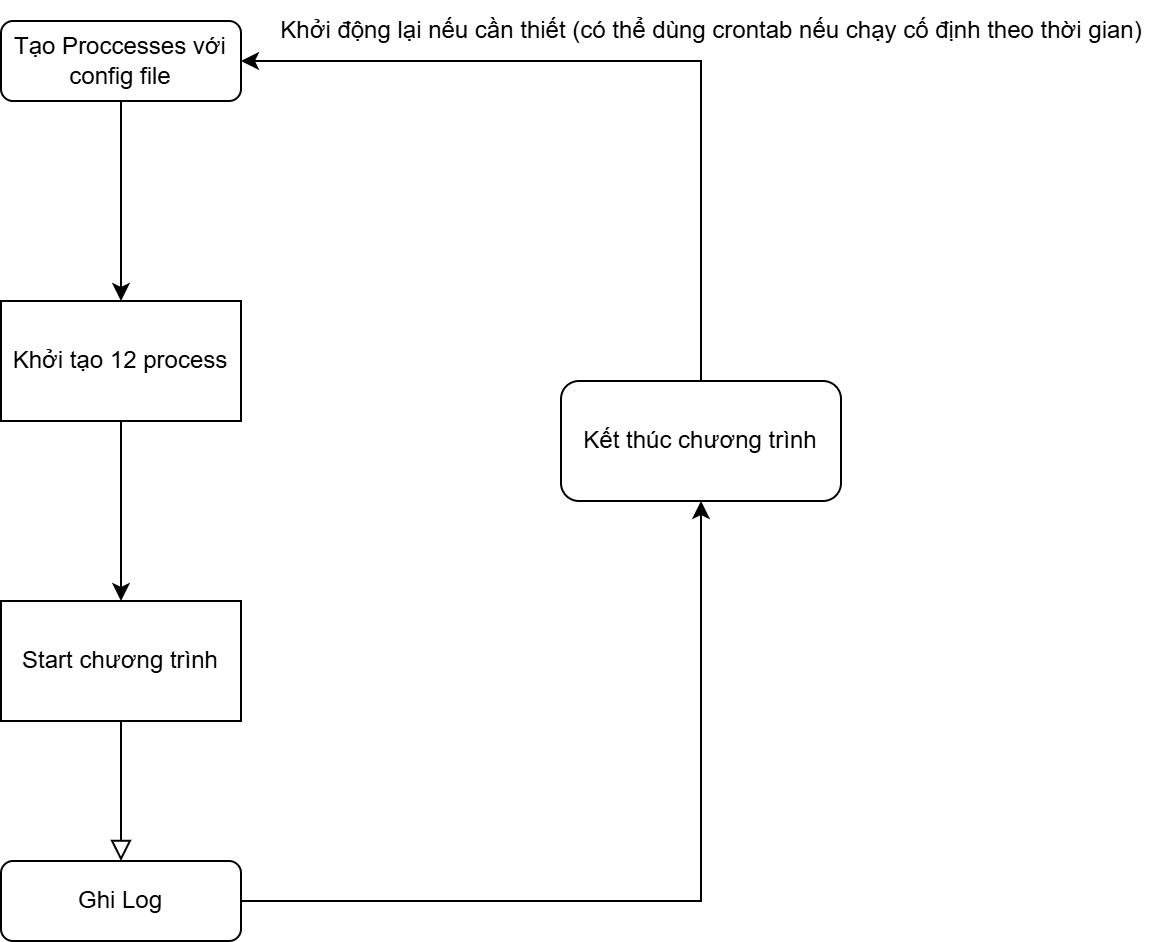 Khởi động lại nếu cần thiết (có thể dùng crontab nếu chạy cố định theo thời gian)
Tạo Proccesses với
config file
Khởi tạo 12 process
Kết thúc chương trình
Start chương trình
Ghi Log